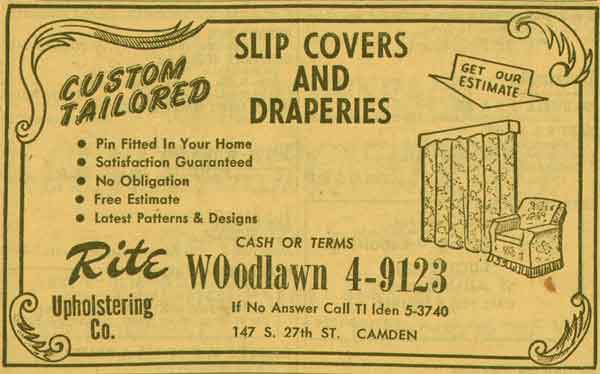 CUSTOM
TAILORED
SLIP COVERS
AND
DRAPERIES
GET OUR
ESTIMATE
• Pin Fitted In Your Home
• Satisfaction Guaranteed
• No Obligation
• Free Estimate
• Latest Patterns & Designs
Rite
Upholstering
Co.
CASH OR TERMS
WOodlawn 4-9123
If No Answer Call TI lden 5-3740
147 S. 27th ST. CAMDEN